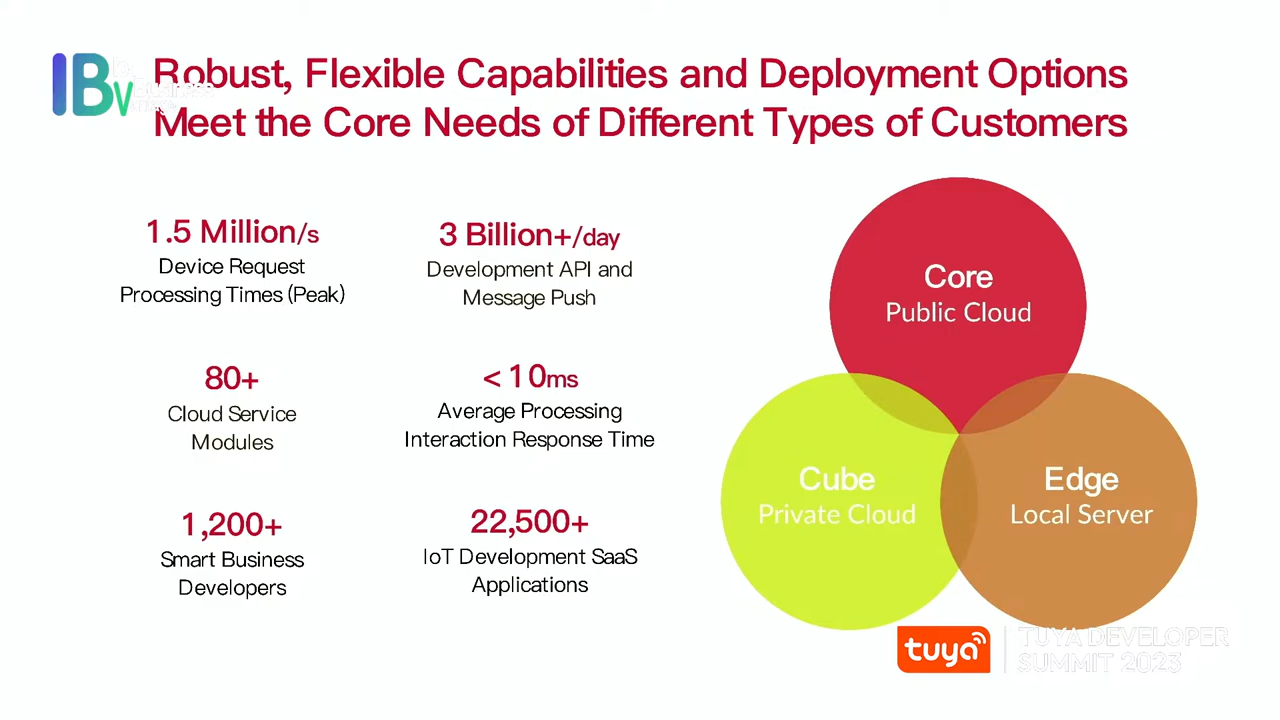 IBV
Robust, Flexible Capabilities and Deployment Options
Meet the Core Needs of Different Types of Customers
1.5 Million/s
Device Request
Processing Times (Peak)
3 Billion+/day
Development API and
Message Push
80+
Cloud Service
Modules
< 10ms
Average Processing
Interaction Response Time
1,200+
Smart Business
Developers
22,500+
IoT Development SaaS
Applications
Core
Public Cloud
Cube
Private Cloud
Edge
Local Server
tuya
TUYA DEVELOPER
SUMMIT 2023